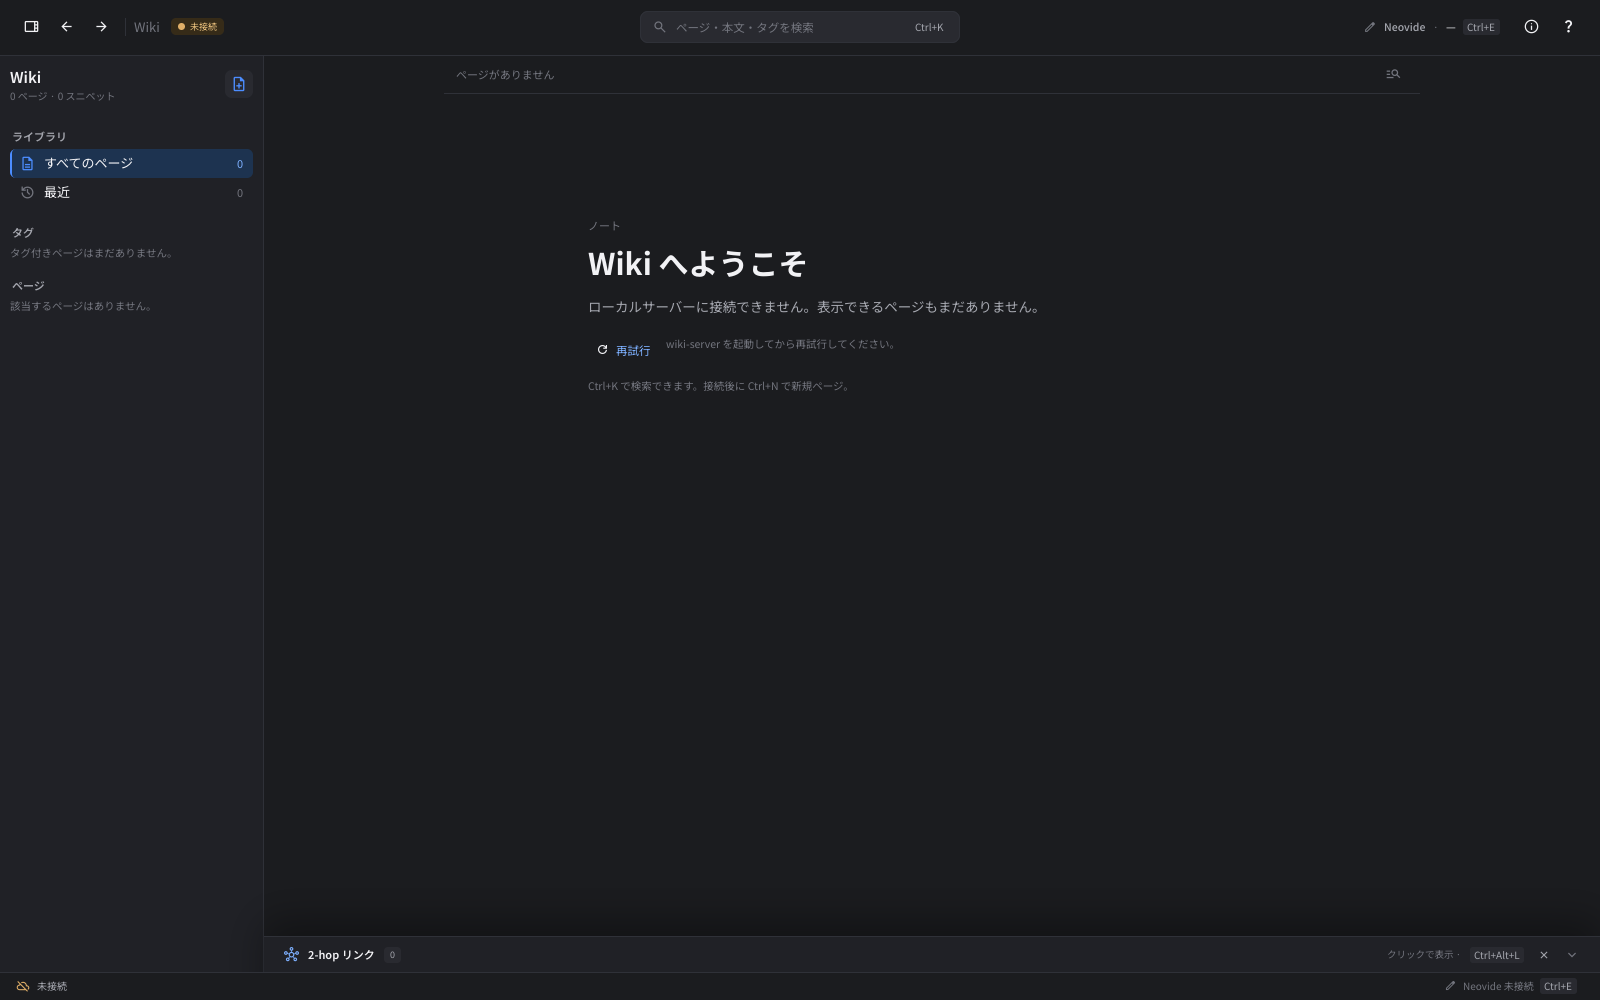 Wiki 未接続 ページ・本文・タグを検索 Ctrl+K Neovide · — Ctrl+E ?
Wiki
0 ページ · 0 スニペット
ライブラリ
すべてのページ 0
最近 0
タグ
タグ付きページはまだありません。
ページ
該当するページはありません。
ページがありません
ノート
Wiki へようこそ
ローカルサーバーに接続できません。表示できるページもまだありません。
再試行 wiki-server を起動してから再試行してください。
Ctrl+K で検索できます。接続後に Ctrl+N で新規ページ。
2-hop リンク 0 クリックで表示 · Ctrl+Alt+L
未接続 Neovide 未接続 Ctrl+E